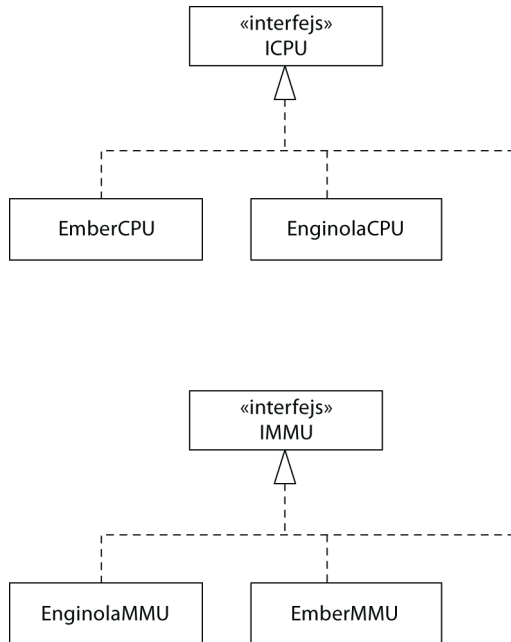 «interfejs»
ICPU
EmberCPU
EnginolaCPU
«interfejs»
IMMU
EnginolaMMU
EmberMMU